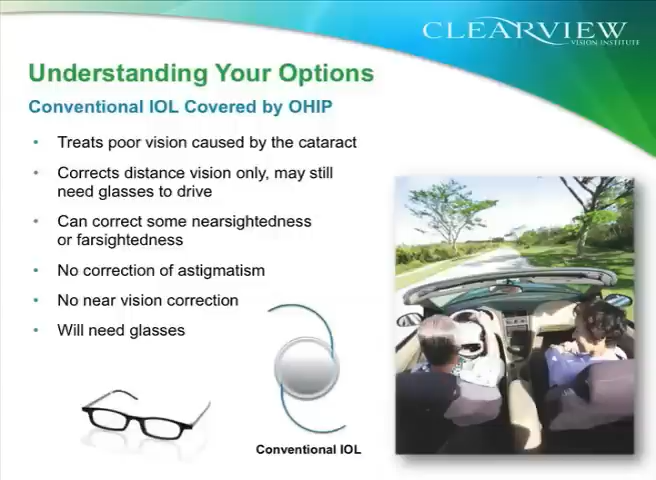 CLEARVIEW
VISION INSTITUTE
Understanding Your Options
Conventional IOL Covered by OHIP
• Treats poor vision caused by the cataract
• Corrects distance vision only, may still
need glasses to drive
• Can correct some nearsightedness
or farsightedness
• No correction of astigmatism
• No near vision correction
• Will need glasses
Conventional IOL